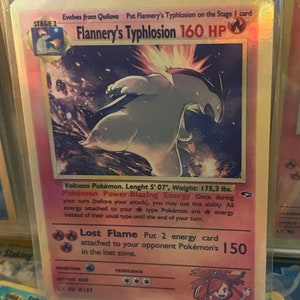 Evolves from Quilava Put Flannery's Typhlosion on the Stage 1 card
STAGE 2
Flannery's Typhlosion 160 HP
Volcano Pokémon. Lenght 5' 07", Weight: 175,3 lbs.
Pokémon Power:Blazing Energy Once during
your turn (before your attack), you may use this ability. All
energy attached to your type Pokémon are energy
instead of their usual type until the end of your turn.
Lost Flame Put 2 energy card
attached to your opponent Pokémon's
in the lost zone.
150
weakness resistance
retreat cost
LV.